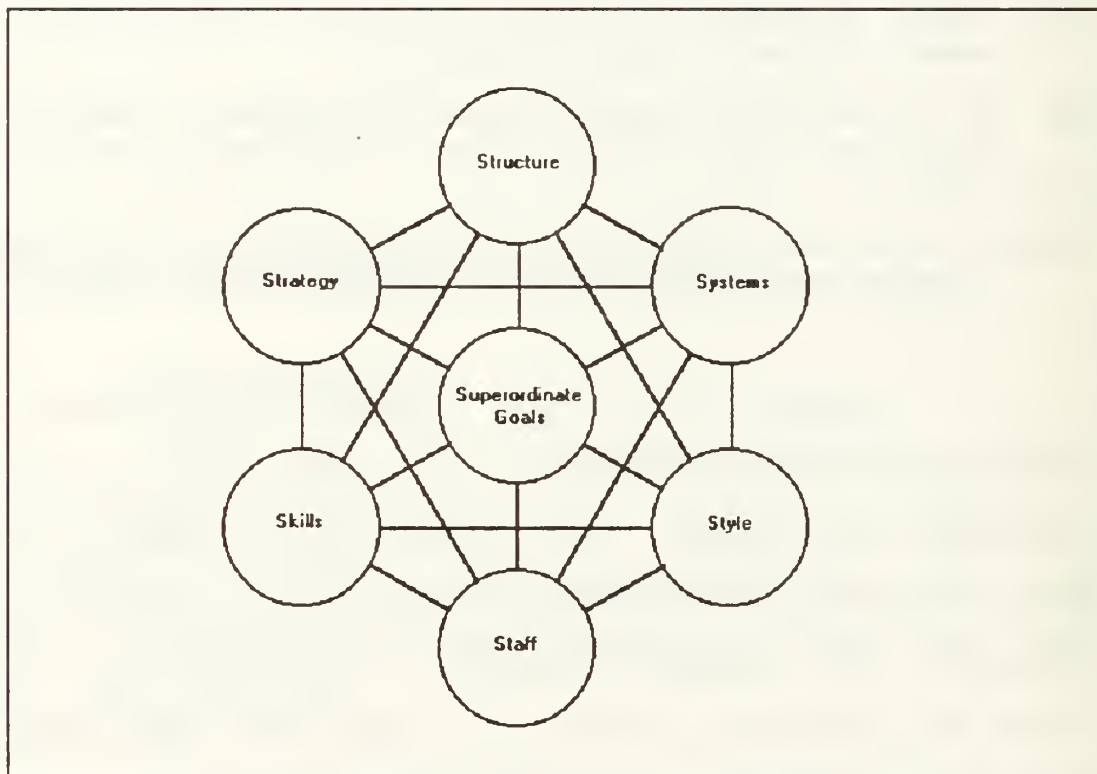 Structure
Strategy
Systems
Superordinate
Goals
Skills
Style
Staff